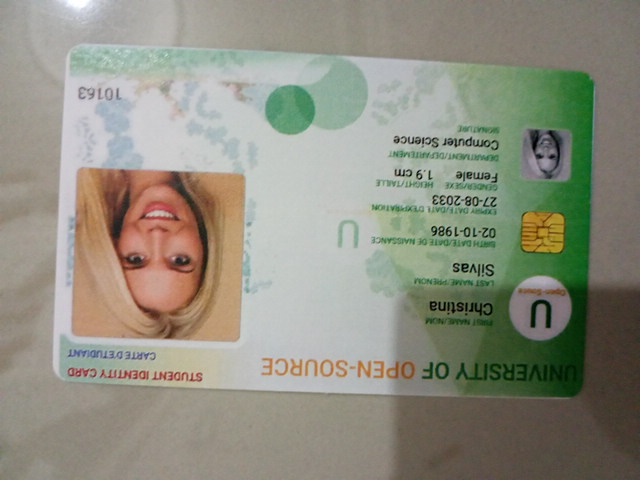 UNIVERSITY OF OPEN-SOURCE
STUDENT IDENTITY CARD
CARTE D'ETUDIANT
U
Open-Source
FIRST NAME/NOM
Christina
LAST NAME/PRENOM
Silvas
BIRTH DATE/DATE DE NAISSANCE
02-10-1986
EXPIRY DATE/DATE D'EXPIRATION
27-08-2033
GENDER/SEXE HEIGHT/TAILLE
Female 1.9 cm
DEPARTMENT/DEPARTEMENT
Computer Science
SIGNATURE
U
10163